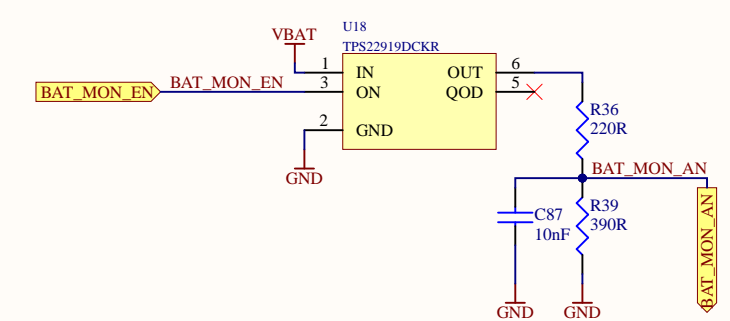 U18
VBAT
TPS22919DCKR
1 IN OUT 6
BAT_MON_EN BAT_MON_EN 3 ON QOD 5
2 GND
GND
R36
220R
BAT_MON_AN
C87
10nF
R39
390R
BAT_MON_AN
GND GND